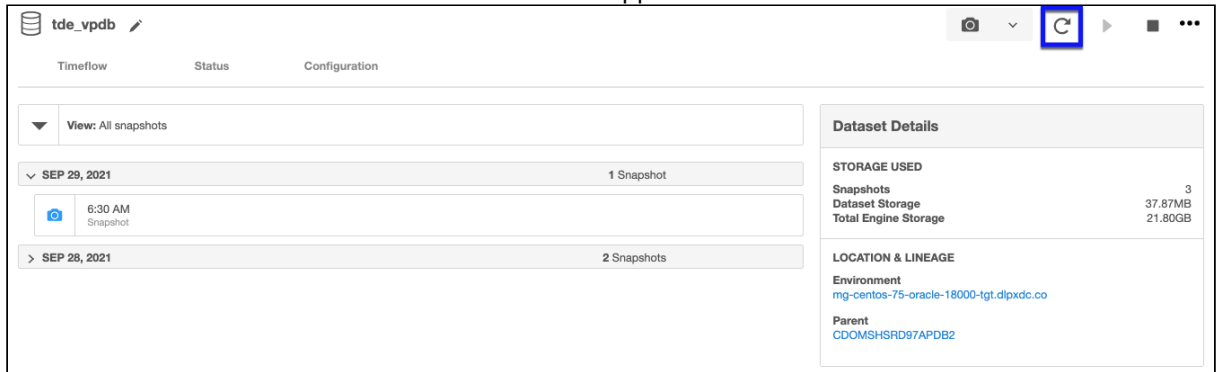 tde_vpdb
Timeflow Status Configuration
View: All snapshots
SEP 29, 2021 1 Snapshot
6:30 AM
Snapshot
SEP 28, 2021 2 Snapshots
Dataset Details
STORAGE USED
Snapshots 3
Dataset Storage 37.87MB
Total Engine Storage 21.80GB
LOCATION & LINEAGE
Environment
mg-centos-75-oracle-18000-tgt.dlpxdc.co
Parent
CDOMSHSRD97APDB2